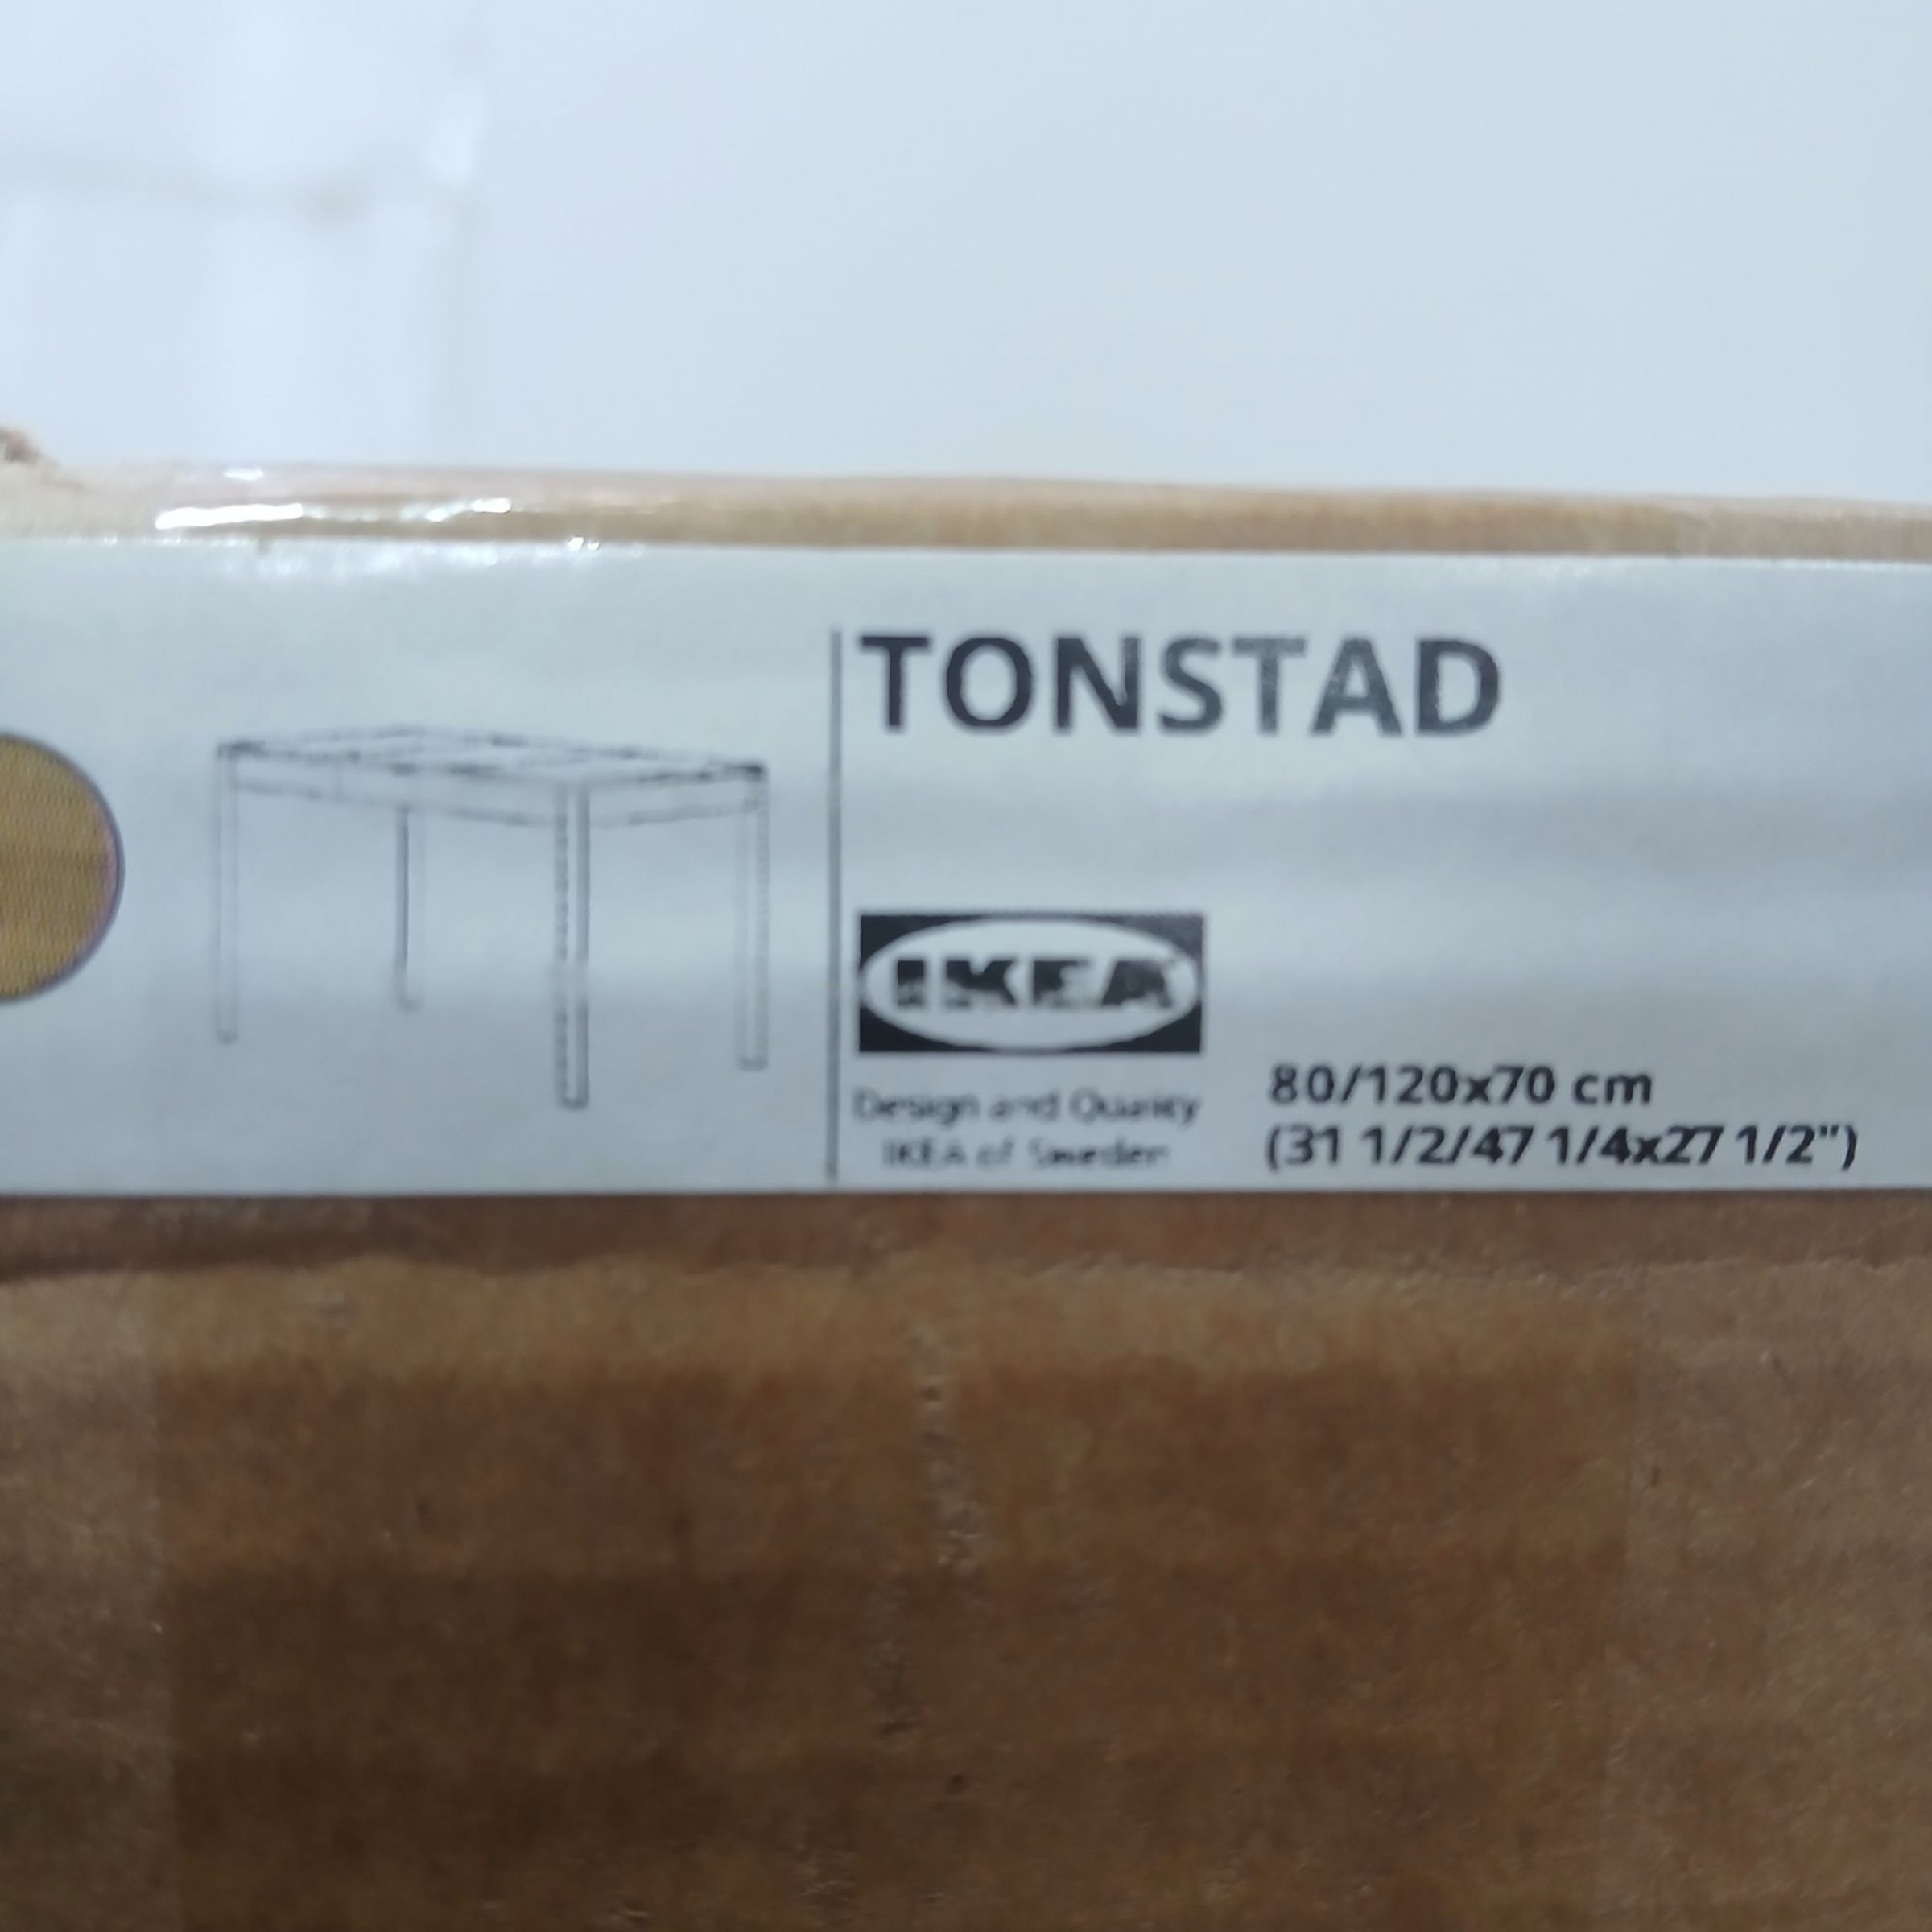 TONSTAD
IKEA
Design and Quality
IKEA of Sweden
80/120x70 cm
(31 1/2/47 1/4x27 1/2")